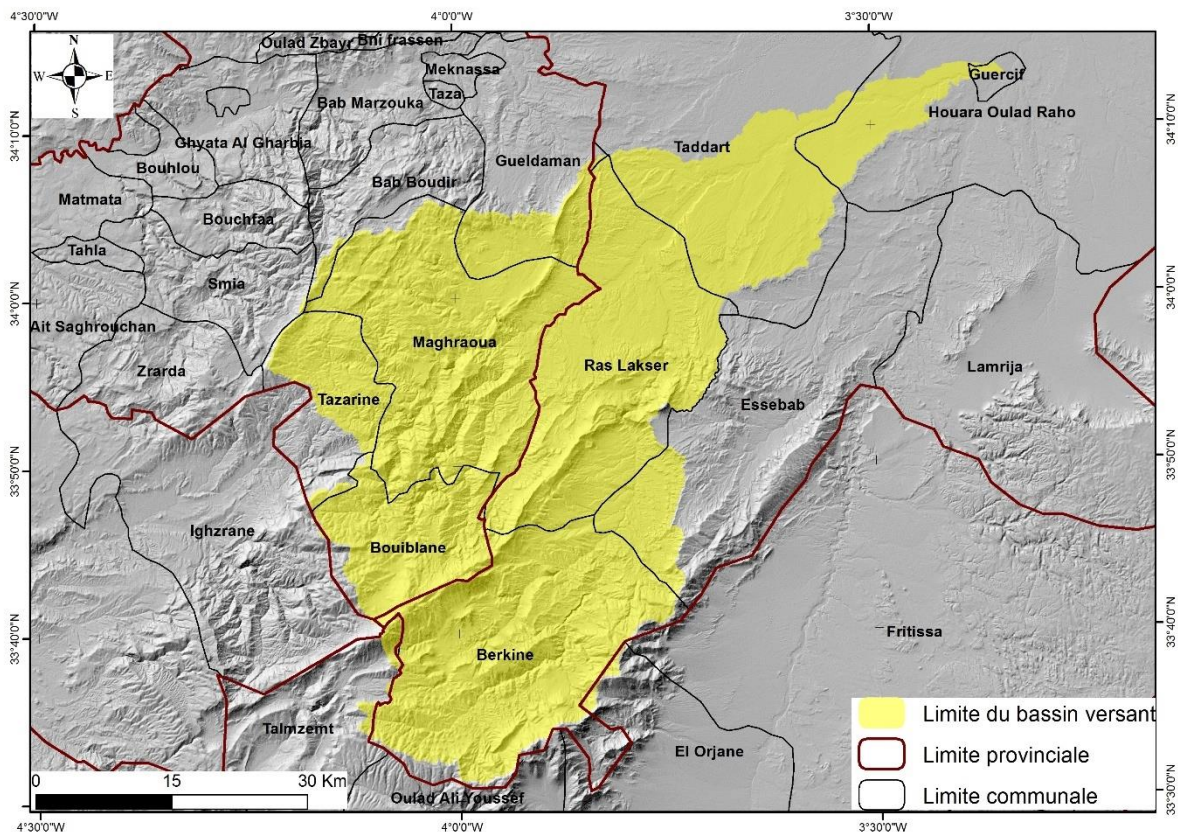 4°30'0"W 4°0'0"W 3°30'0"W
N
W E
S
Oulad Zbayr Bni frassen
Meknassa
Guercif
Taza
Bab Marzouka
Houara Oulad Raho
34°10'0"N 34°10'0"N
Ghyata Al Gharbia
Taddart
Gueldaman
Bouhlou
Bab Boudir
Matmata
Bouchfaa
Tahla
Smia
34°0'0"N 34°0'0"N
Ait Saghrouchan
Maghraoua
Zrarda
Ras Lakser
Lamrija
Tazarine
Essebab
33°50'0"N 33°50'0"N
Ighzrane
Bouiblane
33°40'0"N 33°40'0"N
Fritissa
Berkine
Talmzemt
El Orjane
Limite du bassin versant
Limite provinciale
Limite communale
0 15 30 Km
Oulad Ali Youssef
33°30'0"N
4°30'0"W 4°0'0"W 3°30'0"W